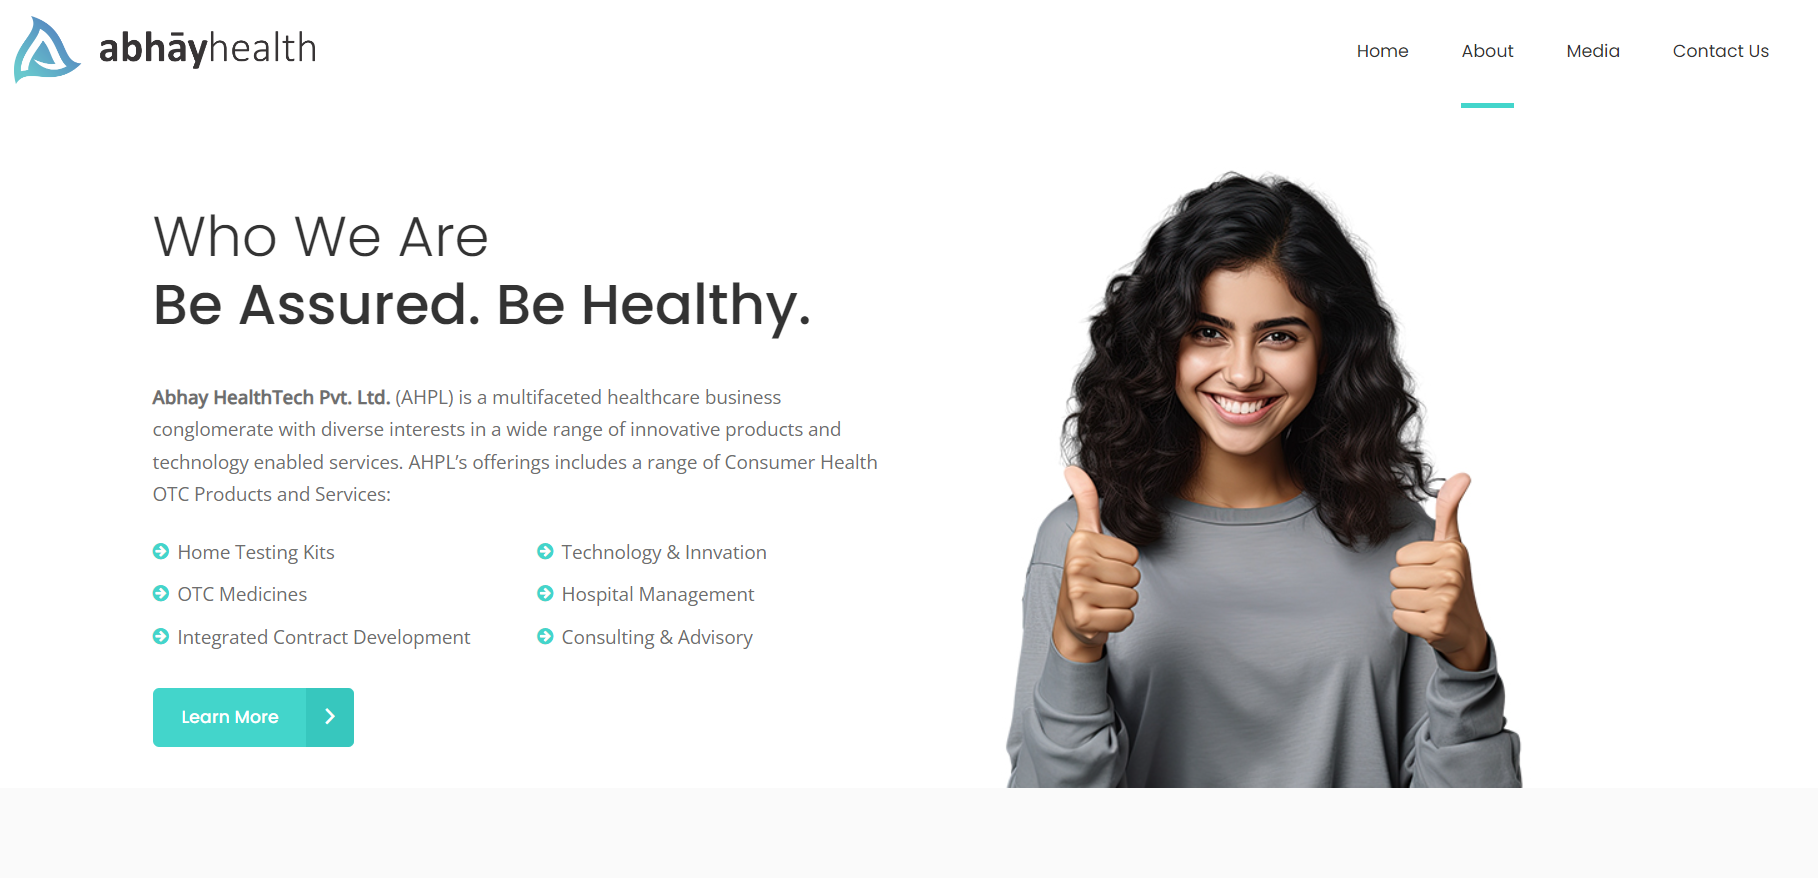 abhāyhealth
Home
About
Media
Contact Us
Who We Are
Be Assured. Be Healthy.
Abhay HealthTech Pvt. Ltd. (AHPL) is a multifaceted healthcare business
conglomerate with diverse interests in a wide range of innovative products and
technology enabled services. AHPL’s offerings includes a range of Consumer Health
OTC Products and Services:
Home Testing Kits
OTC Medicines
Integrated Contract Development
Technology & Innvation
Hospital Management
Consulting & Advisory
Learn More